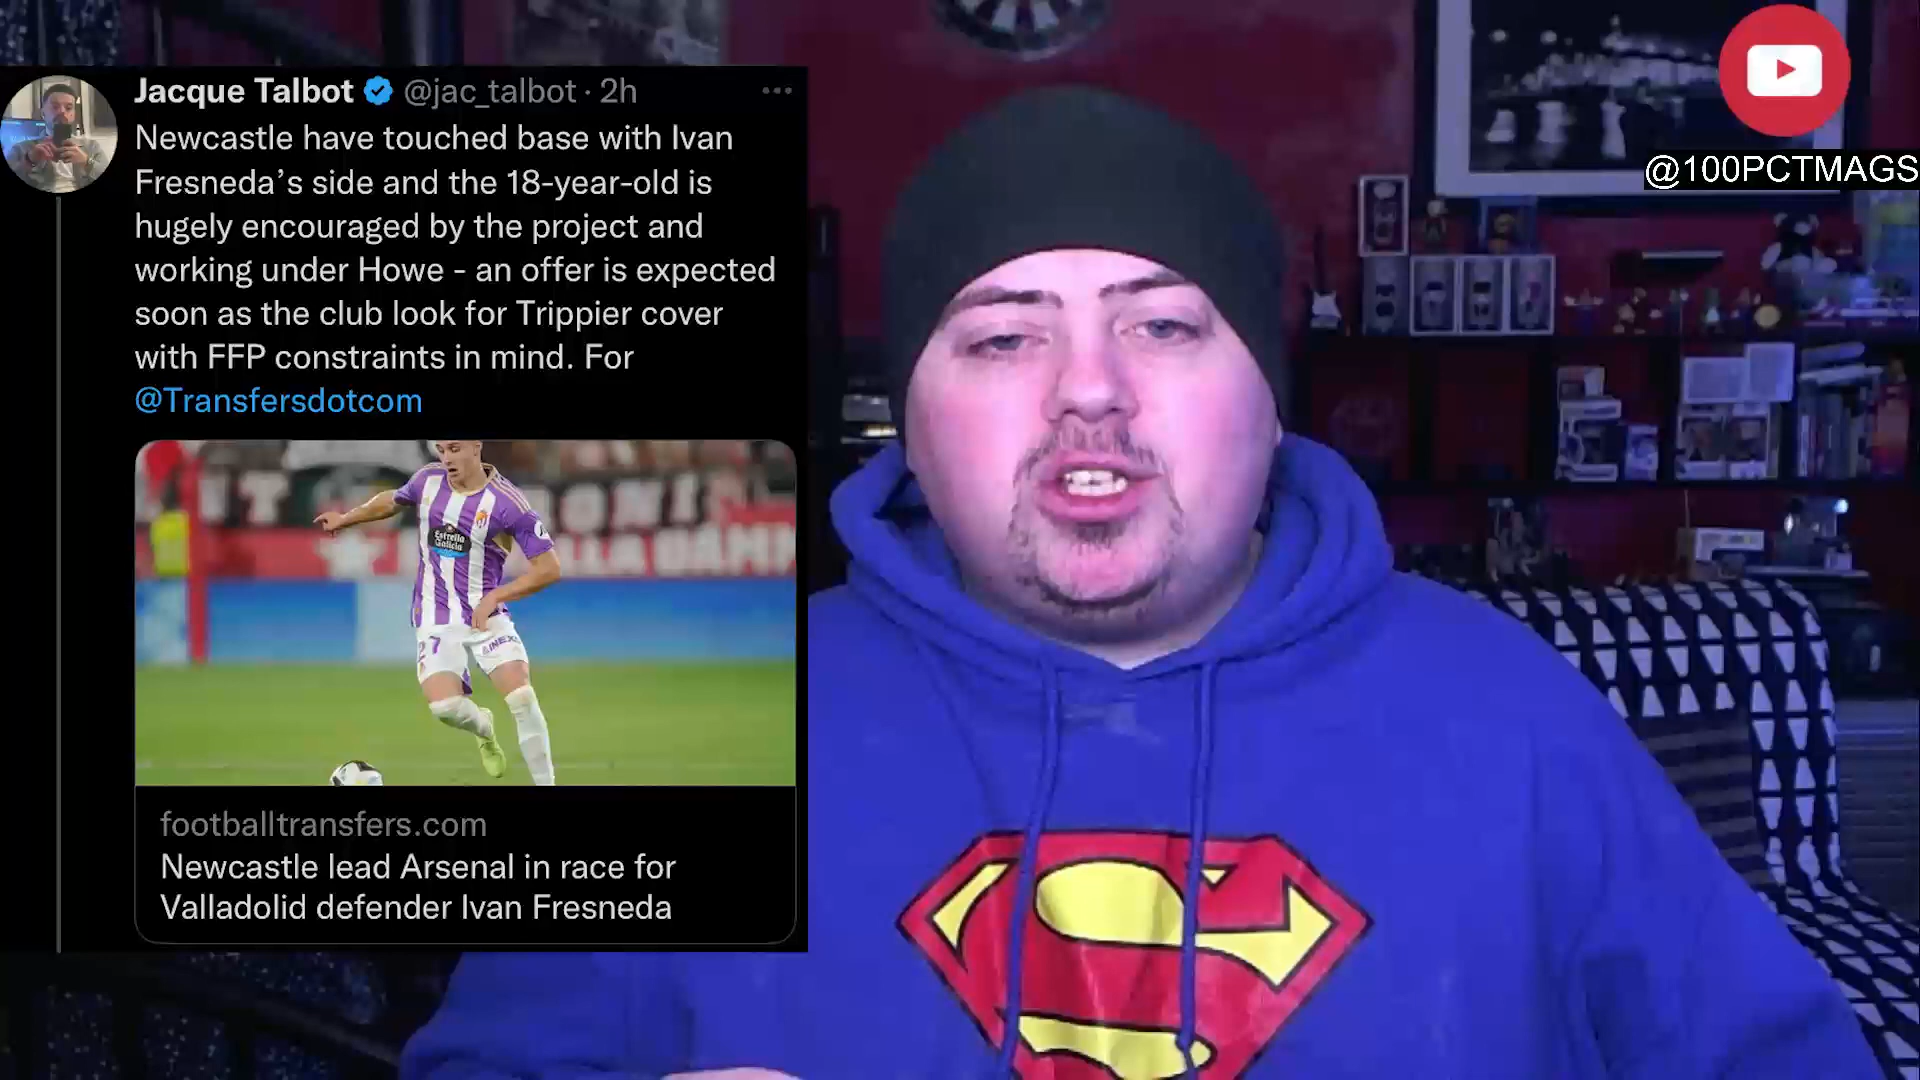 Jacque Talbot @jac_talbot · 2h
Newcastle have touched base with Ivan
Fresneda’s side and the 18-year-old is
hugely encouraged by the project and
working under Howe - an offer is expected
soon as the club look for Trippier cover
with FFP constraints in mind. For
@Transfersdotcom
Estrella
Galicia
27
footballtransfers.com
Newcastle lead Arsenal in race for
Valladolid defender Ivan Fresneda
@100PCTMAGS